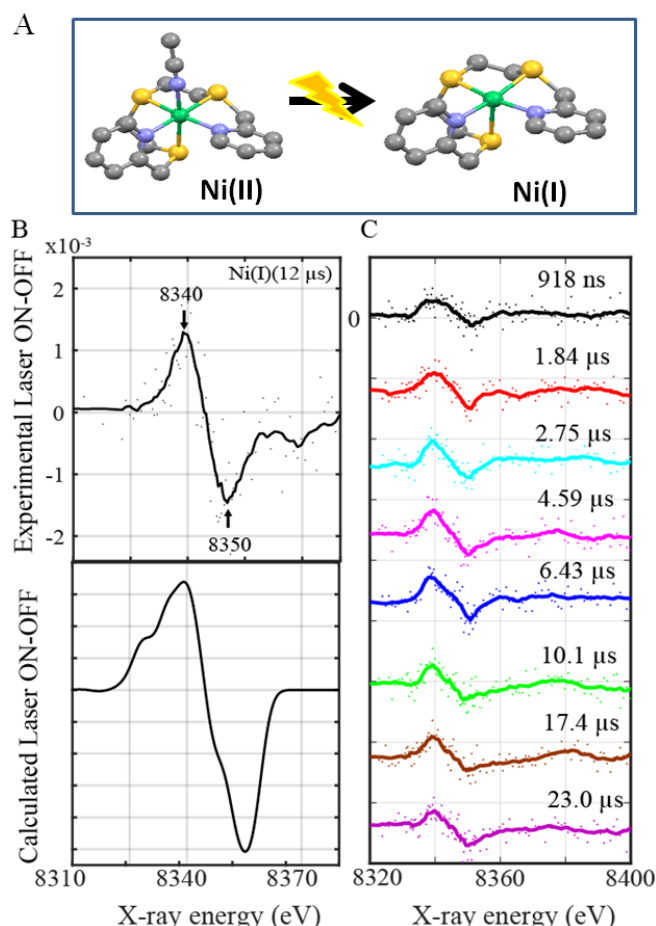 A
Ni(II)
Ni(I)
B
C
x10⁻³
Ni(I)(12 μs)
8340
8350
2
1
0
-1
-2
Experimental Laser ON-OFF
Calculated Laser ON-OFF
8310
8340
8370
X-ray energy (eV)
0
918 ns
1.84 μs
2.75 μs
4.59 μs
6.43 μs
10.1 μs
17.4 μs
23.0 μs
8320
8360
8400
X-ray energy (eV)